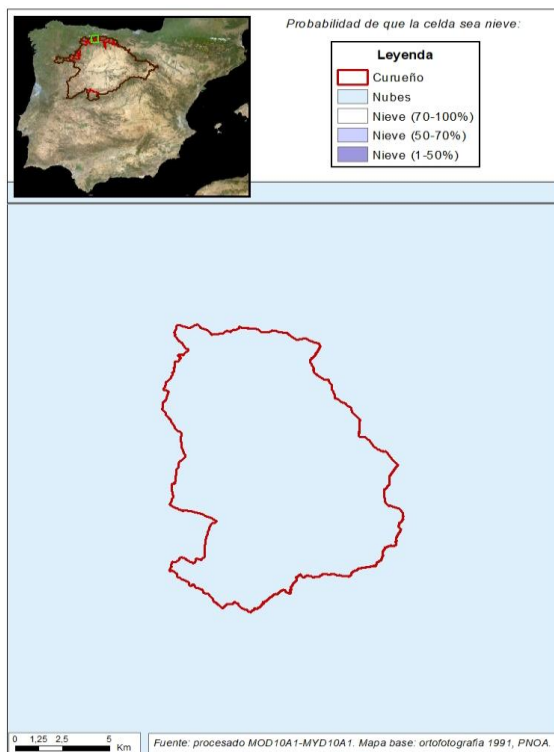 Probabilidad de que la celda sea nieve:
Leyenda
Curueño
Nubes
Nieve (70-100%)
Nieve (50-70%)
Nieve (1-50%)
0 1,25 2,5 5
Km
Fuente: procesado MOD10A1-MYD10A1. Mapa base: ortofotografía 1991, PNOA.